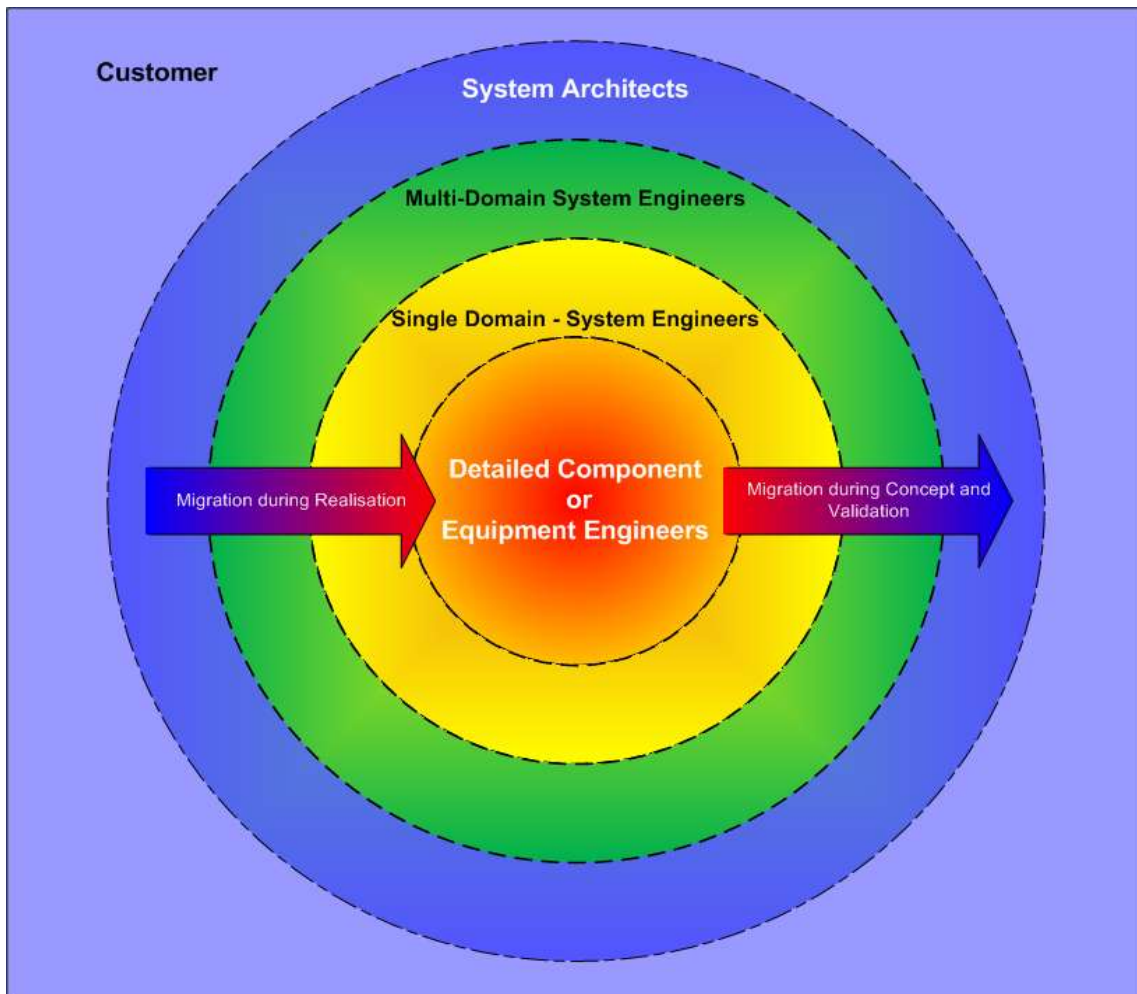 Customer
System Architects
Multi-Domain System Engineers
Single Domain - System Engineers
Detailed Component
or
Equipment Engineers
Migration during Realisation
Migration during Concept and
Validation